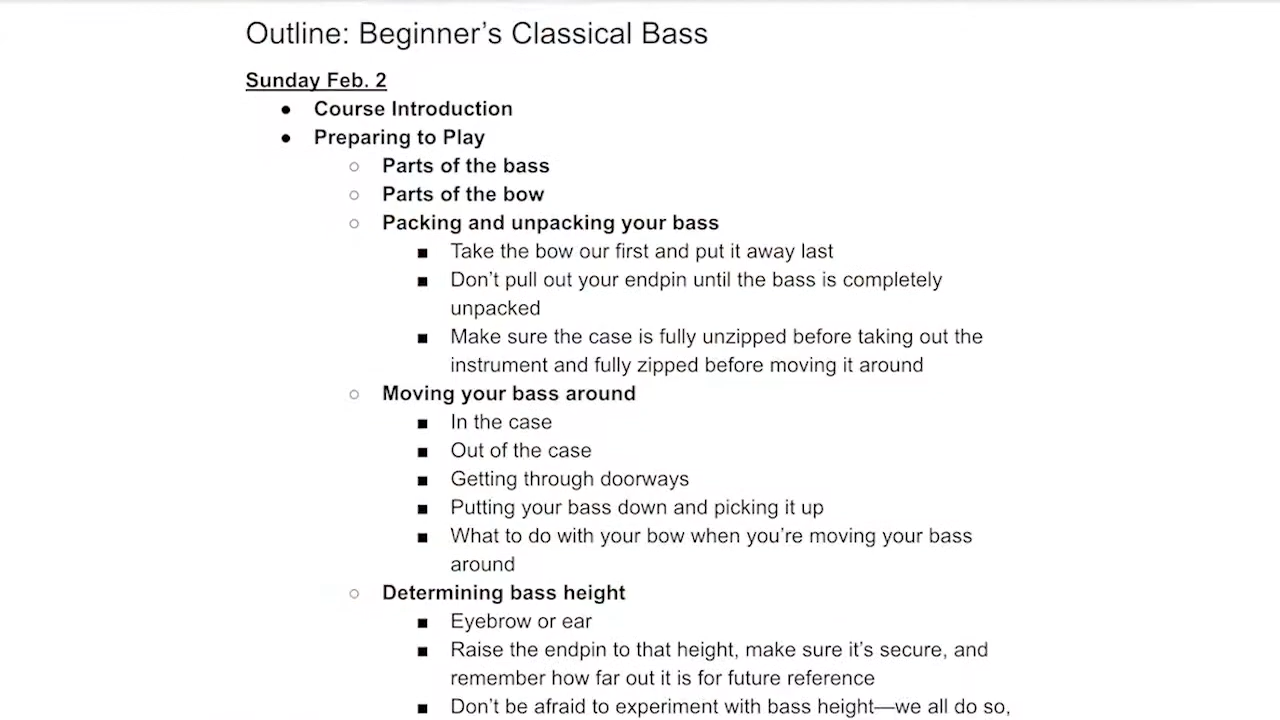 Outline: Beginner’s Classical Bass
Sunday Feb. 2
● Course Introduction
● Preparing to Play
○ Parts of the bass
○ Parts of the bow
○ Packing and unpacking your bass
■ Take the bow our first and put it away last
■ Don’t pull out your endpin until the bass is completely
unpacked
■ Make sure the case is fully unzipped before taking out the
instrument and fully zipped before moving it around
○ Moving your bass around
■ In the case
■ Out of the case
■ Getting through doorways
■ Putting your bass down and picking it up
■ What to do with your bow when you’re moving your bass
around
○ Determining bass height
■ Eyebrow or ear
■ Raise the endpin to that height, make sure it’s secure, and
remember how far out it is for future reference
■ Don’t be afraid to experiment with bass height—we all do so,